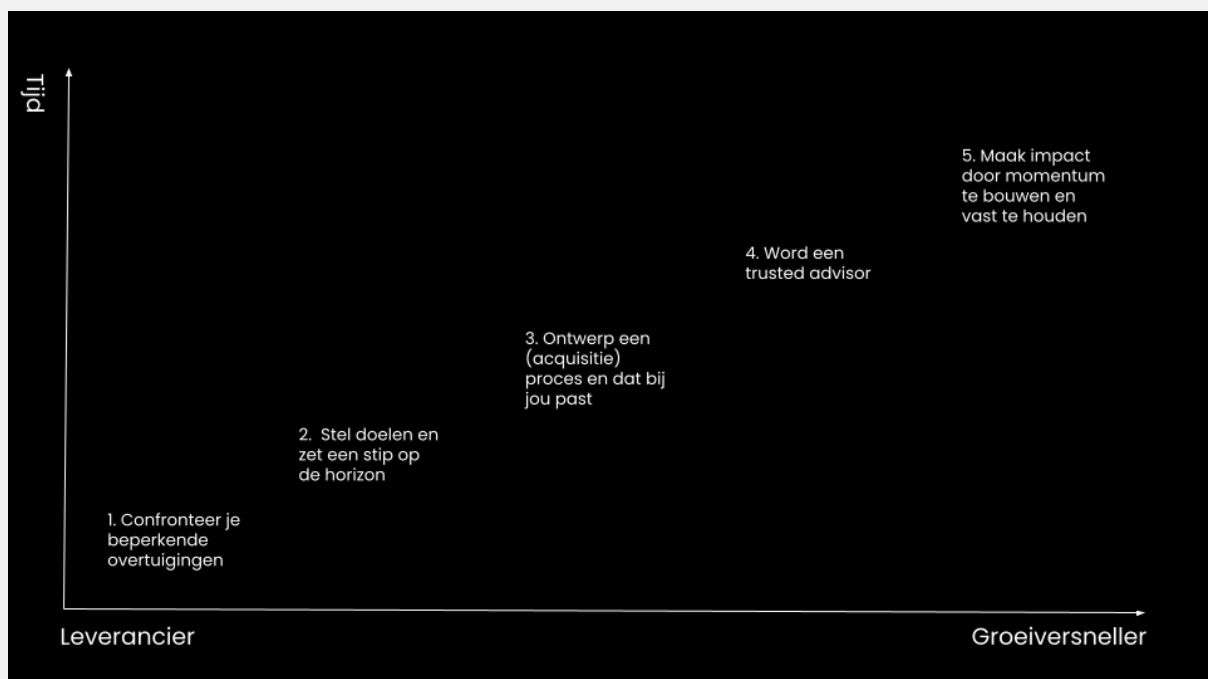 Tijd
5. Maak impact
door momentum
te bouwen en
vast te houden
4. Word een
trusted advisor
3. Ontwerp een
(acquisitie)
proces en dat bij
jou past
2.  Stel doelen en
zet een stip op
de horizon
1. Confronteer je
beperkende
overtuigingen
Leverancier
Groeiversneller